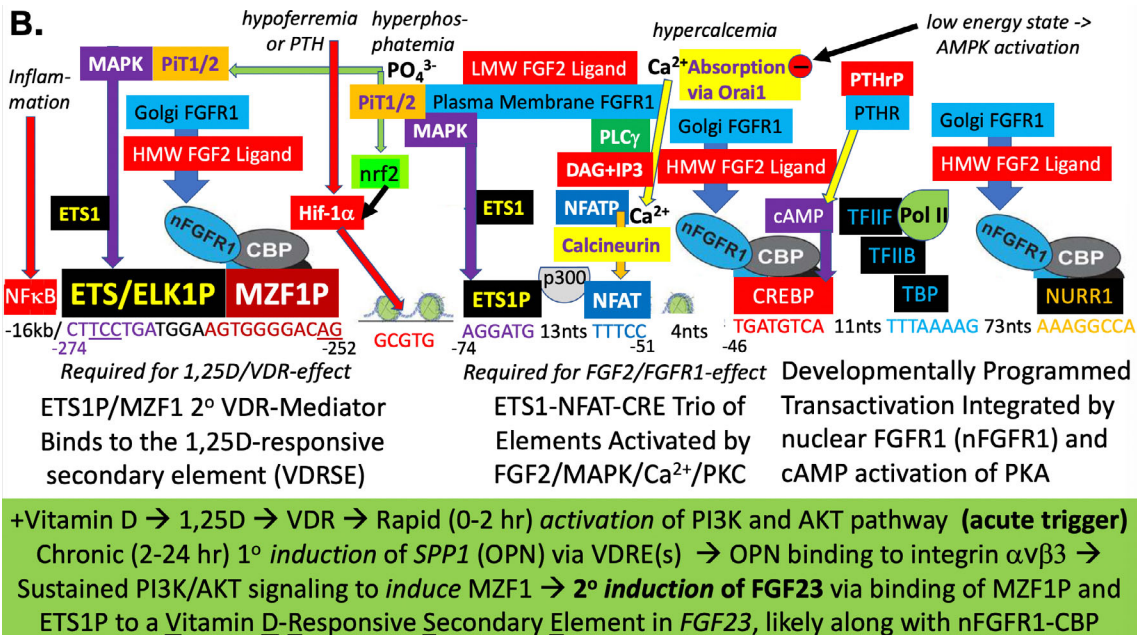 B.
hypoferremia
or PTH
hyperphos-
phatemia
hypercalcemia
low energy state ->
AMPK activation
Inflam-
mation
MAPK PiT1/2
PO₄³⁻
LMW FGF2 Ligand
Ca²⁺ Absorption
via Orai1
−
PTHrP
PTHR
Golgi FGFR1
HMW FGF2 Ligand
PiT1/2 Plasma Membrane FGFR1
MAPK
PLCγ
DAG+IP3
Golgi FGFR1
HMW FGF2 Ligand
Golgi FGFR1
HMW FGF2 Ligand
nrf2
ETS1
nFGFR1 CBP
Hif-1α
ETS1
NFATP
Ca²⁺
Calcineurin
nFGFR1 CBP
cAMP
TFIIF Pol II
TFIIB
TBP
nFGFR1 CBP
NFκB ETS/ELK1P MZF1P
ETS1P p300 NFAT
CREBP
NURR1
-16kb/ CTTCCTGATGGAAGTGGGGACAG
-274 -252
GCGTG
AGGATG 13nts TTTCC 4nts TGATGTCA 11nts TTTAAAAG 73nts AAAGGCCA
-74 -51 -46
Required for 1,25D/VDR-effect
ETS1P/MZF1 2º VDR-Mediator
Binds to the 1,25D-responsive
secondary element (VDRSE)
Required for FGF2/FGFR1-effect
ETS1-NFAT-CRE Trio of
Elements Activated by
FGF2/MAPK/Ca²⁺/PKC
Developmentally Programmed
Transactivation Integrated by
nuclear FGFR1 (nFGFR1) and
cAMP activation of PKA
+Vitamin D → 1,25D → VDR → Rapid (0-2 hr) activation of PI3K and AKT pathway (acute trigger)
Chronic (2-24 hr) 1º induction of SPP1 (OPN) via VDRE(s) → OPN binding to integrin αvβ3 →
Sustained PI3K/AKT signaling to induce MZF1 → 2º induction of FGF23 via binding of MZF1P and
ETS1P to a Vitamin D-Responsive Secondary Element in FGF23, likely along with nFGFR1-CBP